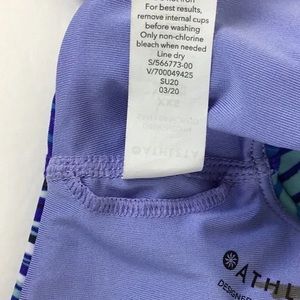 For best results,
remove internal cups
before washing
Only non-chlorine
bleach when needed
Line dry
S/566773-00
V/700049425
SU20
03/20
ATHL
DESIGNE